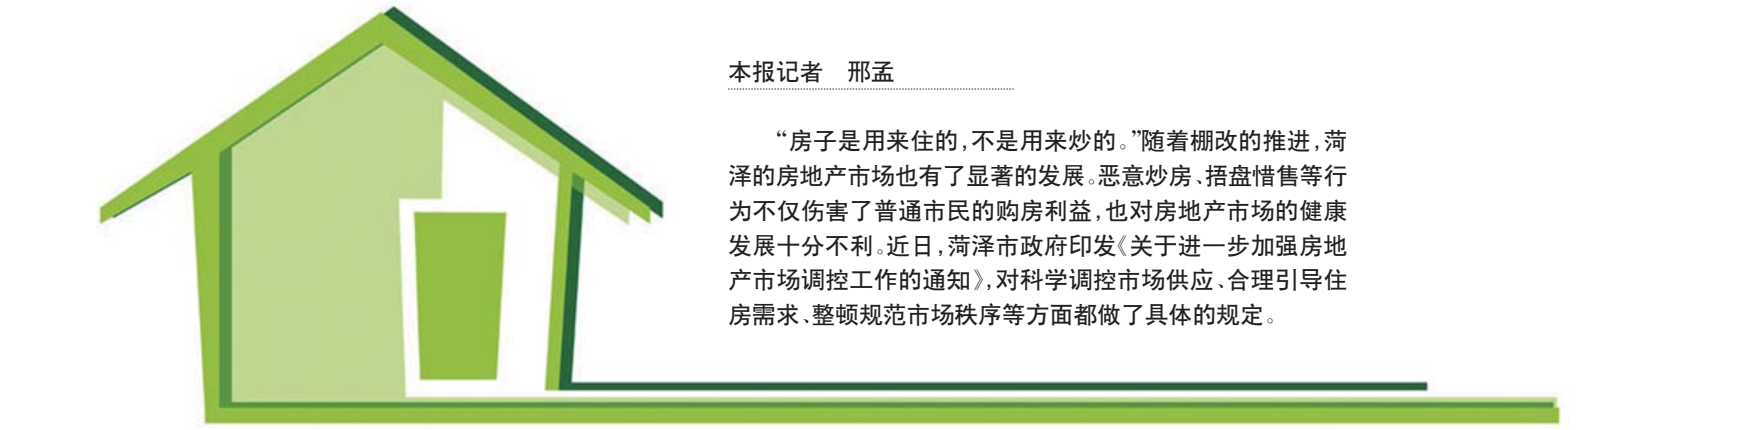 本报记者　邢孟
“房子是用来住的，不是用来炒的。”随着棚改的推进，菏
泽的房地产市场也有了显著的发展。恶意炒房、捂盘惜售等行
为不仅伤害了普通市民的购房利益，也对房地产市场的健康
发展十分不利。近日，菏泽市政府印发《关于进一步加强房地
产市场调控工作的通知》，对科学调控市场供应、合理引导住
房需求、整顿规范市场秩序等方面都做了具体的规定。